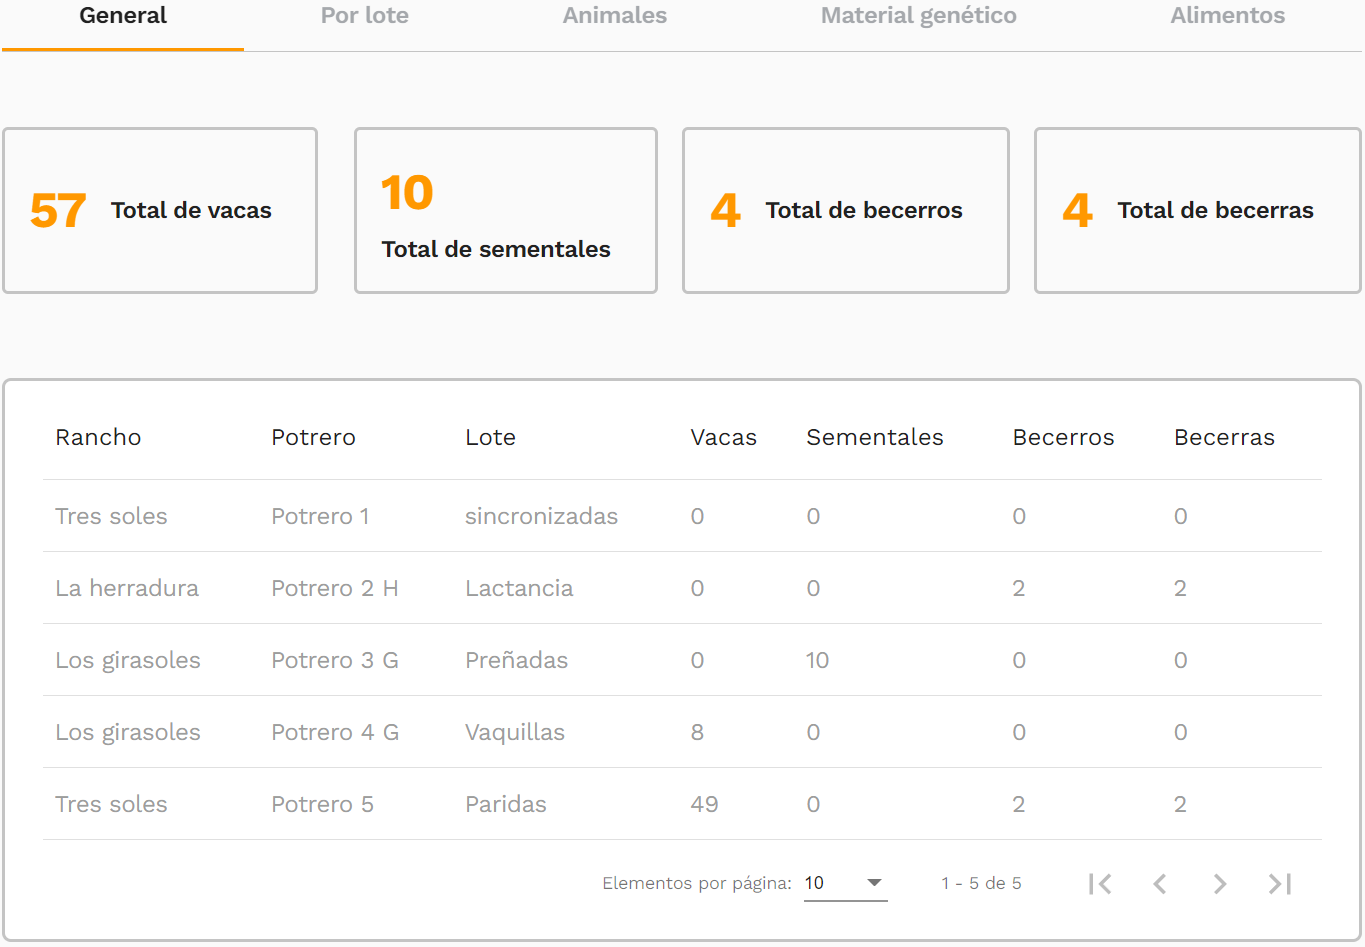 General Por lote Animales Material genético Alimentos
57 Total de vacas
10
Total de sementales
4 Total de becerros
4 Total de becerras
Rancho Potrero Lote Vacas Sementales Becerros Becerras
Tres soles Potrero 1 sincronizadas 0 0 0 0
La herradura Potrero 2 H Lactancia 0 0 2 2
Los girasoles Potrero 3 G Preñadas 0 10 0 0
Los girasoles Potrero 4 G Vaquillas 8 0 0 0
Tres soles Potrero 5 Paridas 49 0 2 2
Elementos por página: 10 1 - 5 de 5